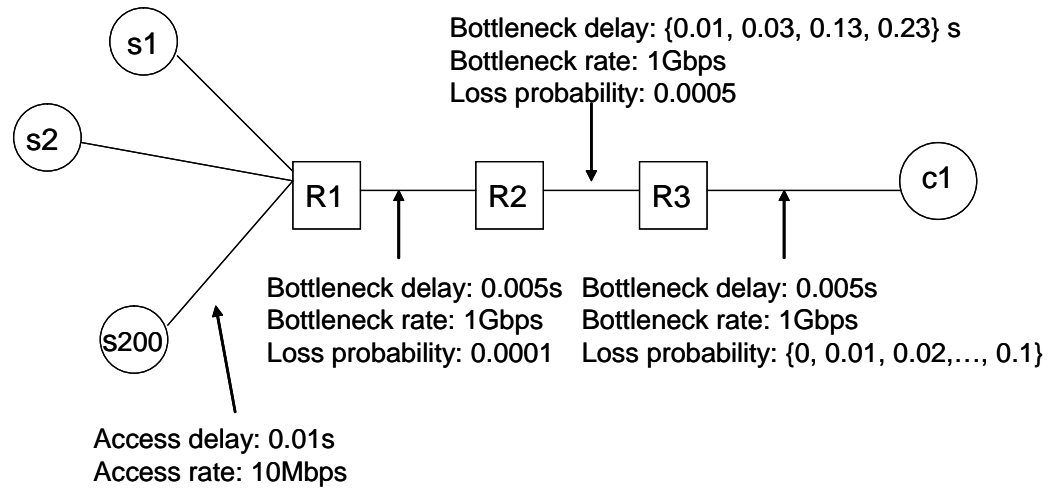 Bottleneck delay: {0.01, 0.03, 0.13, 0.23} s
Bottleneck rate: 1Gbps
Loss probability: 0.0005
s1
s2
R1
R2
R3
c1
s200
Bottleneck delay: 0.005s
Bottleneck rate: 1Gbps
Loss probability: 0.0001
Bottleneck delay: 0.005s
Bottleneck rate: 1Gbps
Loss probability: {0, 0.01, 0.02,..., 0.1}
Access delay: 0.01s
Access rate: 10Mbps